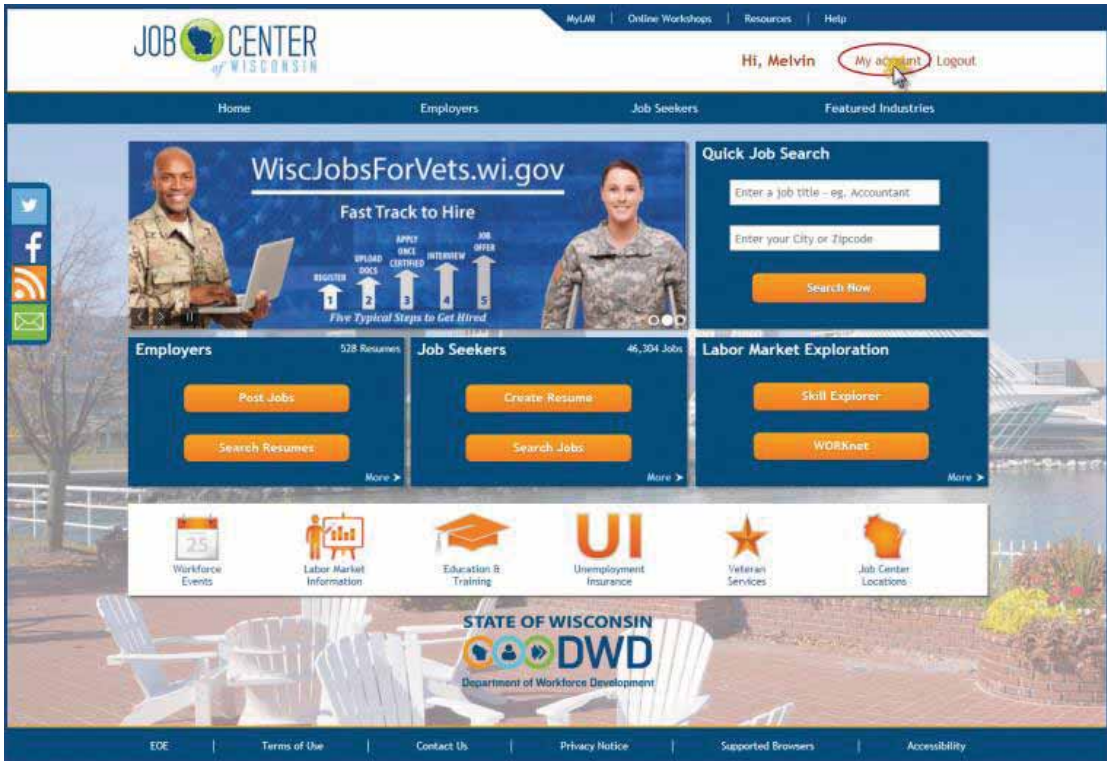 MyLMI | Online Workshops | Resources | Help
JOB CENTER
of WISCONSIN
Hi, Melvin My account | Logout
Home Employers Job Seekers Featured Industries
WiscJobsForVets.wi.gov
Fast Track to Hire
REGISTER
UPLOAD DOCS
APPLY ONCE CERTIFIED
INTERVIEW
JOB OFFER
1 2 3 4 5
Five Typical Steps to Get Hired
Quick Job Search
Enter a job title - eg. Accountant
Enter your City or Zipcode
Search Now
Employers 528 Resumes
Post Jobs
Search Resumes
More >
Job Seekers 46,304 Jobs
Create Resume
Search Jobs
More >
Labor Market Exploration
Skill Explorer
WORKnet
More >
25
Workforce
Events
Labor Market
Information
Education &
Training
UI
Unemployment
Insurance
Veteran
Services
Job Center
Locations
STATE OF WISCONSIN
DWD
Department of Workforce Development
EOE | Terms of Use | Contact Us | Privacy Notice | Supported Browsers | Accessibility